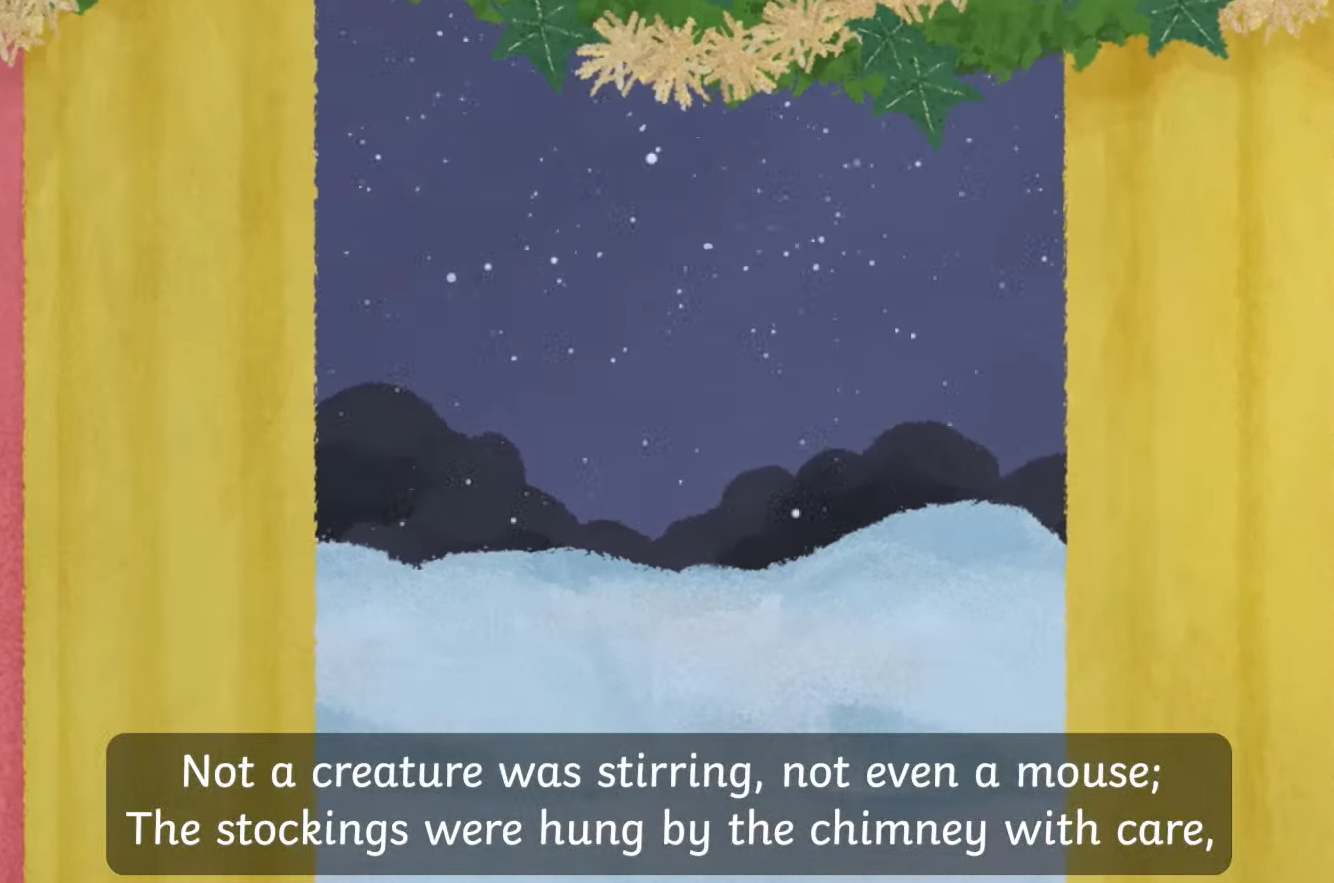 Not a creature was stirring, not even a mouse;
The stockings were hung by the chimney with care,